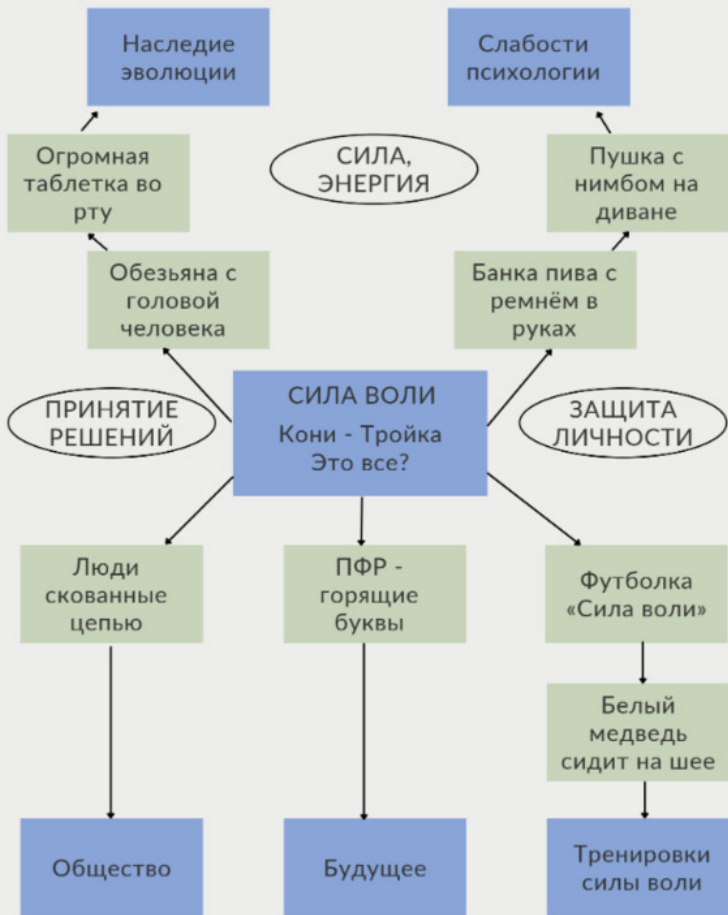 Наследие
эволюции
Слабости
психологии
Огромная
таблетка во
рту
СИЛА,
ЭНЕРГИЯ
Пушка с
нимбом на
диване
Обезьяна с
головой
человека
Банка пива с
ремнём в
руках
ПРИНЯТИЕ
РЕШЕНИЙ
СИЛА ВОЛИ
Кони - Тройка
Это все?
ЗАЩИТА
ЛИЧНОСТИ
Люди
скованные
цепью
ПФР -
горящие
буквы
Футболка
«Сила воли»
Белый
медведь
сидит на шее
Общество
Будущее
Тренировки
силы воли